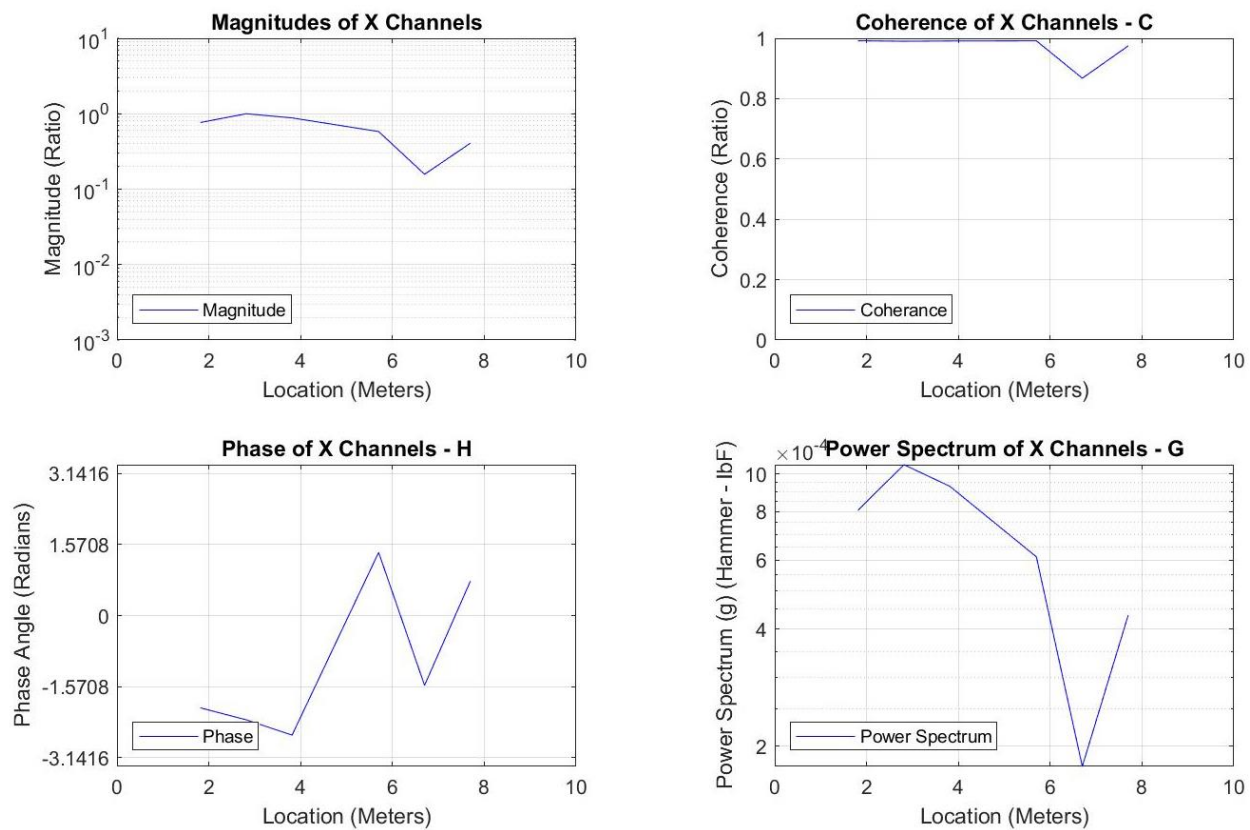 Magnitudes of X Channels
Magnitude (Ratio)
10^1
10^0
10^-1
10^-2
10^-3
Magnitude
0 2 4 6 8 10
Location (Meters)
Coherence of X Channels - C
Coherence (Ratio)
1
0.8
0.6
0.4
0.2
0
Coherance
0 2 4 6 8 10
Location (Meters)
Phase of X Channels - H
Phase Angle (Radians)
3.1416
1.5708
0
-1.5708
-3.1416
Phase
0 2 4 6 8 10
Location (Meters)
×10^-4
Power Spectrum of X Channels - G
Power Spectrum (g) (Hammer - lbF)
10
8
6
4
2
Power Spectrum
0 2 4 6 8 10
Location (Meters)